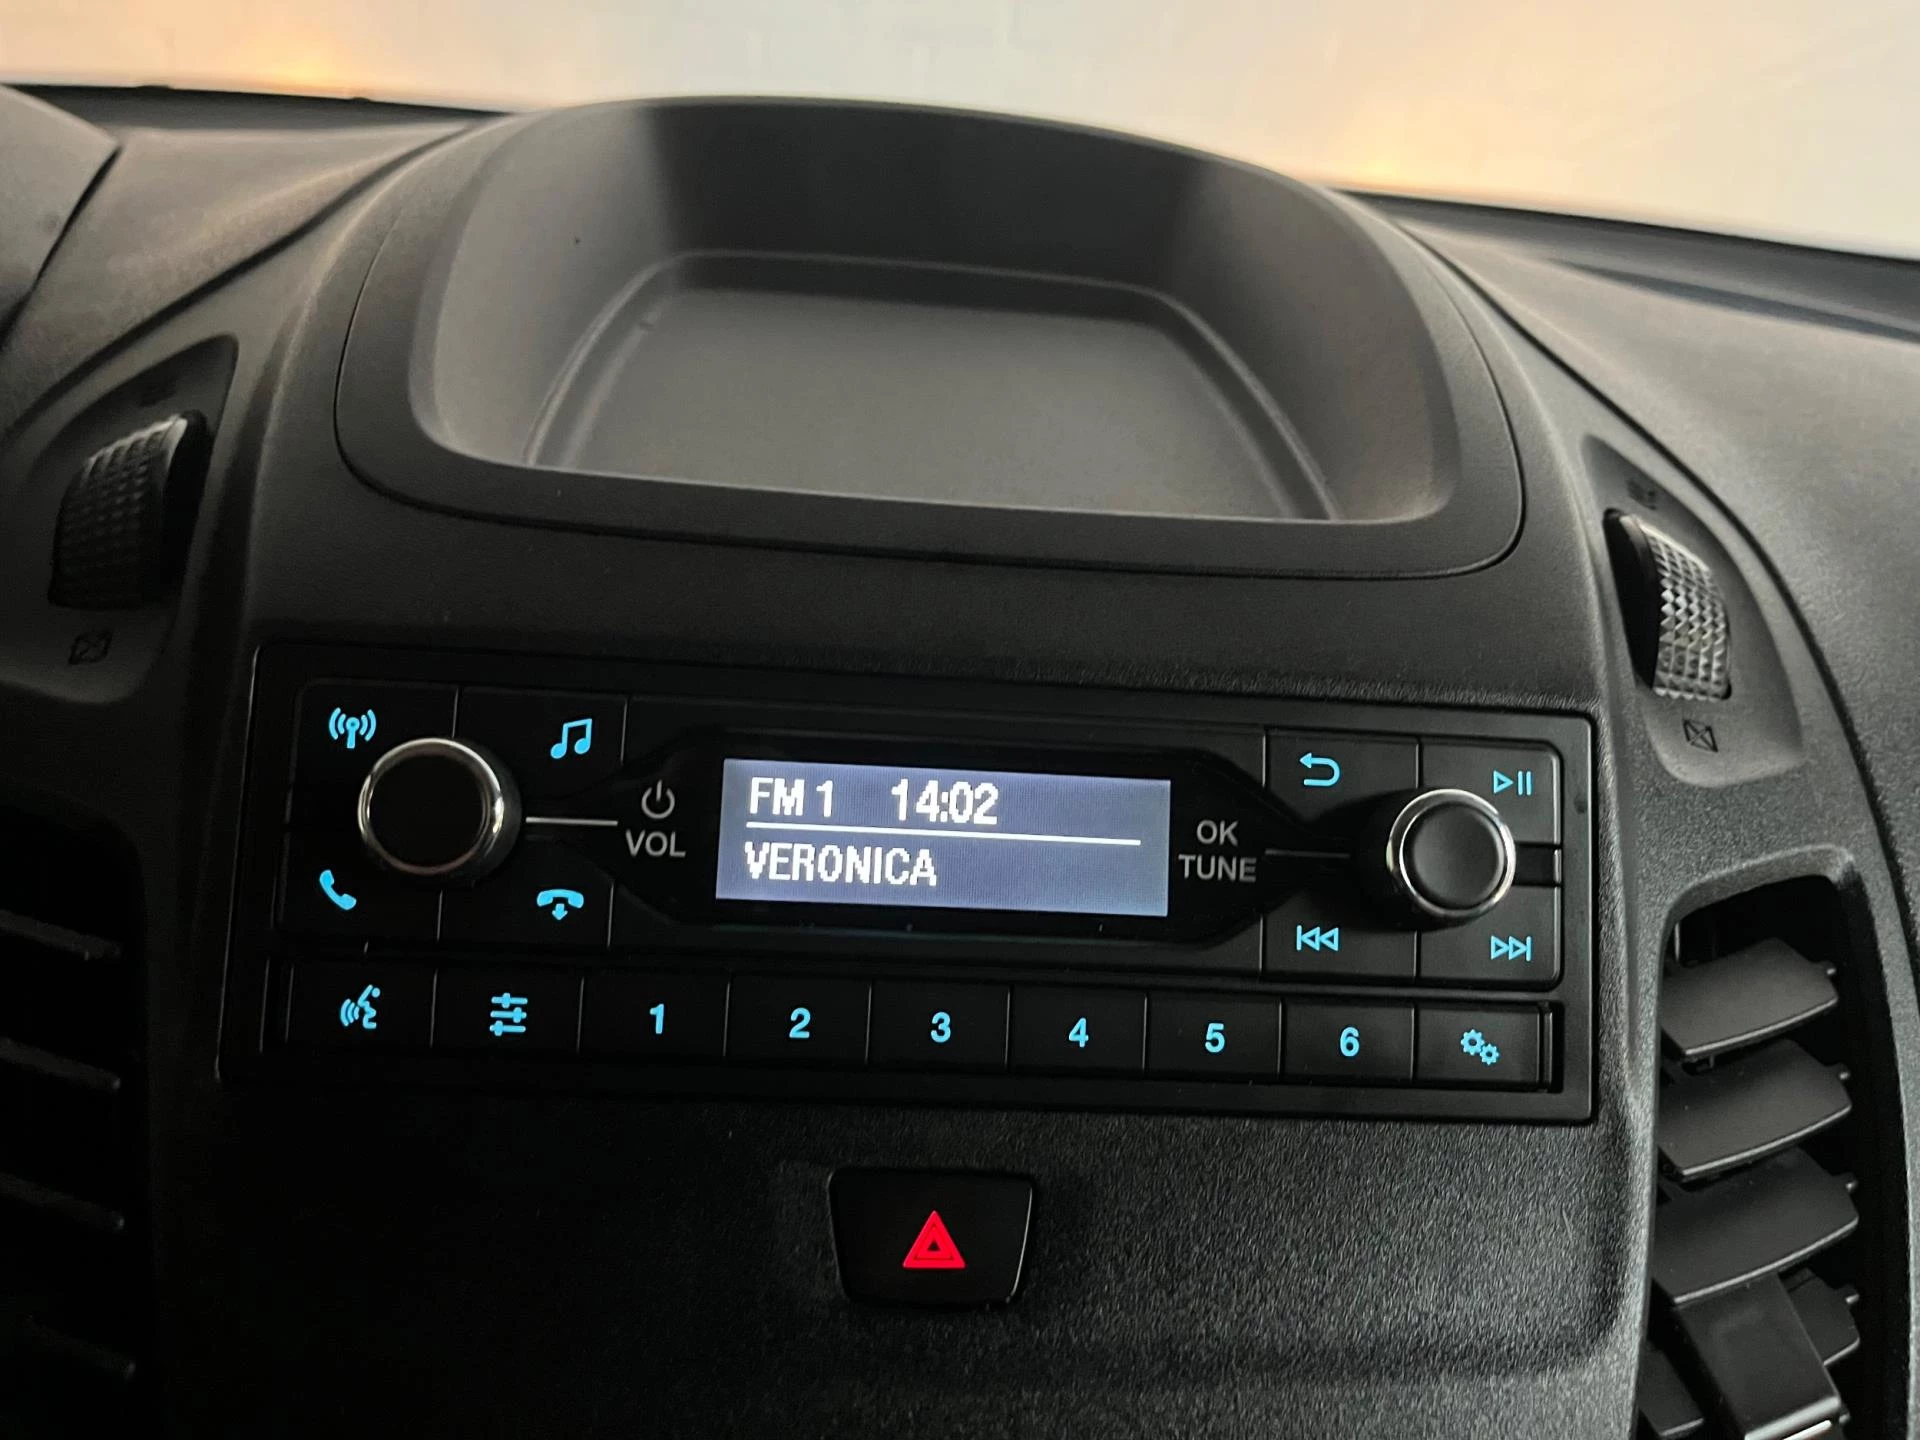 FM 1 14:02
VERONICA
VOL
OK
TUNE
1 2 3 4 5 6